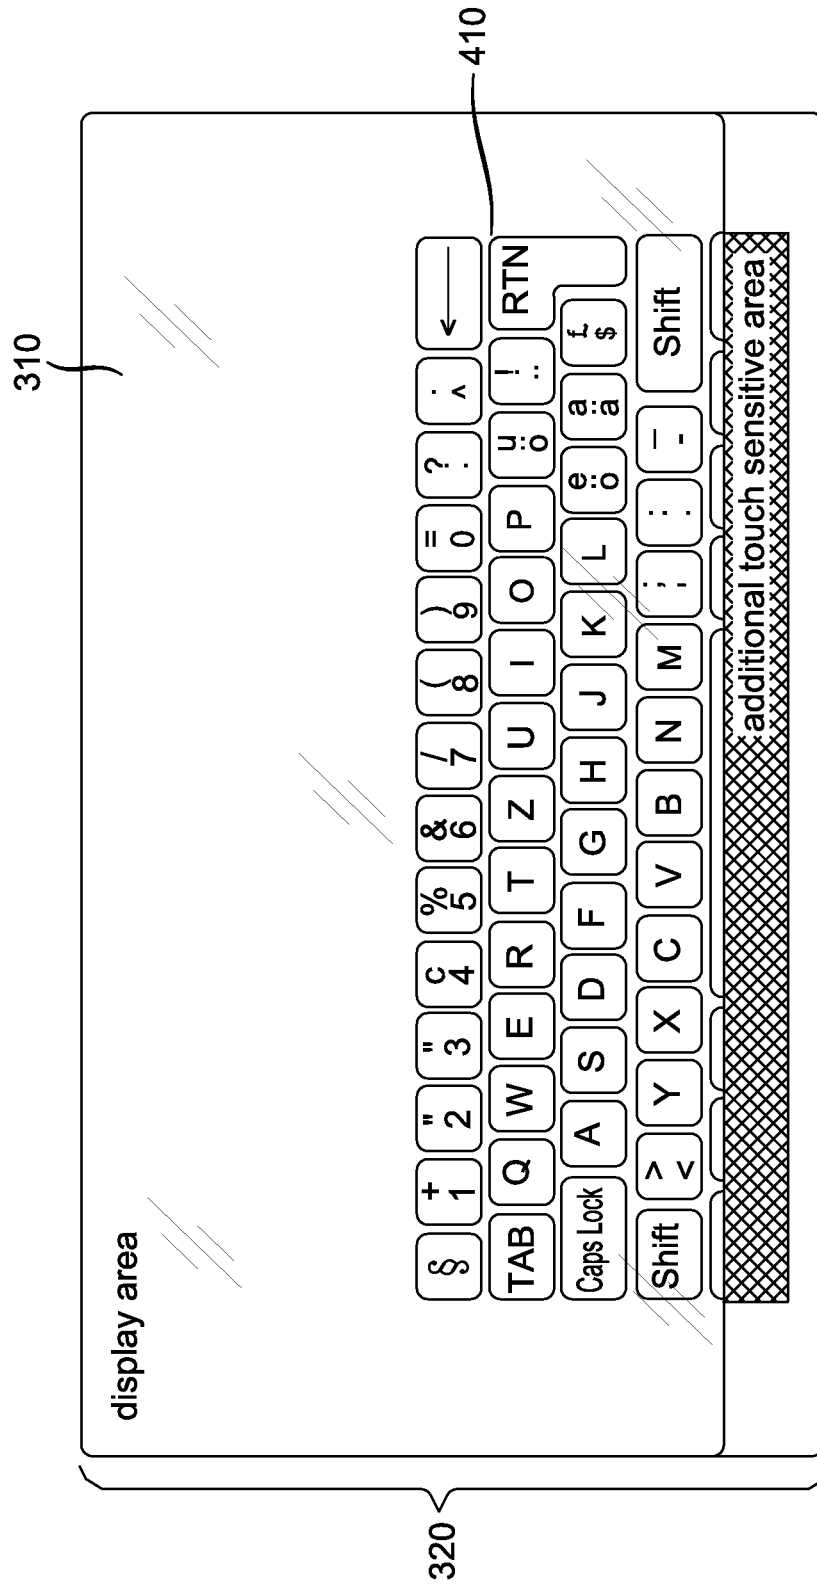 310
410
320
display area
§ + 1 " 2 " 3 c 4 % 5 & 6 / 7 ( 8 ) 9 = 0 ? . . ^ ←
TAB Q W E R T Z U I O P ü ö ! .. RTN
Caps Lock A S D F G H J K L e ö a ä £ $
Shift > < Y X C V B N M ; , : . _ - Shift
additional touch sensitive area